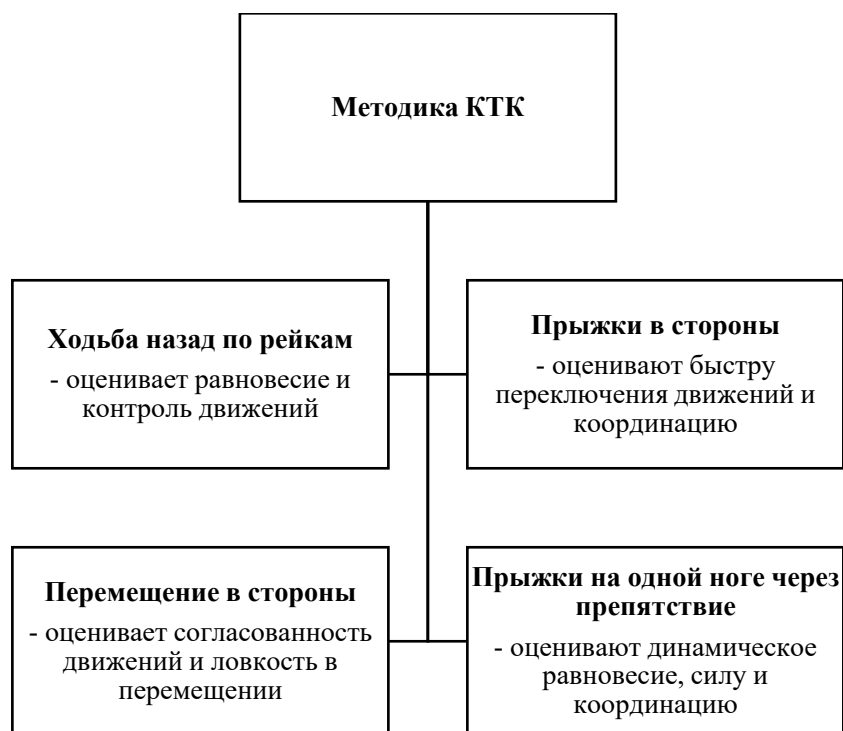 Методика КТК
Ходьба назад по рейкам
- оценивает равновесие и
контроль движений
Прыжки в стороны
- оценивают быстру
переключения движений и
координацию
Перемещение в стороны
- оценивает согласованность
движений и ловкость в
перемещении
Прыжки на одной ноге через
препятствие
- оценивают динамическое
равновесие, силу и
координацию